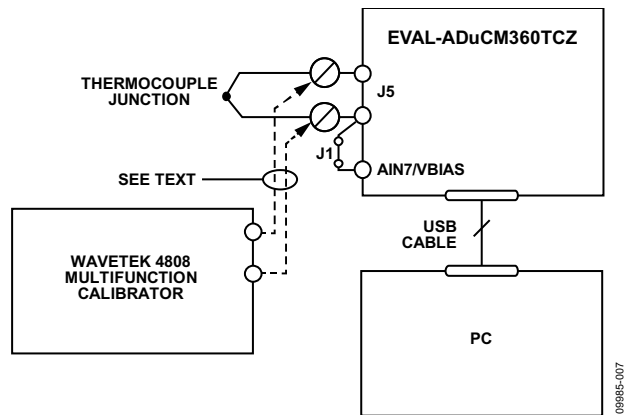 EVAL-ADuCM360TCZ
THERMOCOUPLE
JUNCTION
J5
J1
AIN7/VBIAS
SEE TEXT
USB
CABLE
WAVETEK 4808
MULTIFUNCTION
CALIBRATOR
PC
09985-007